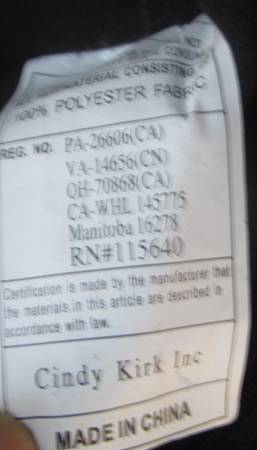 NOT
MATERIAL CONSISTING
100% POLYESTER FABRIC
REG. NO. PA-26606(CA)
VA-14656(CN)
OH-70868(CA)
CA-WHL 145775
Manitoba 16278
RN#115640
Certification is made by the manufacturer that
the materials in this article are described in
accordance with law.
Cindy Kirk Inc
MADE IN CHINA